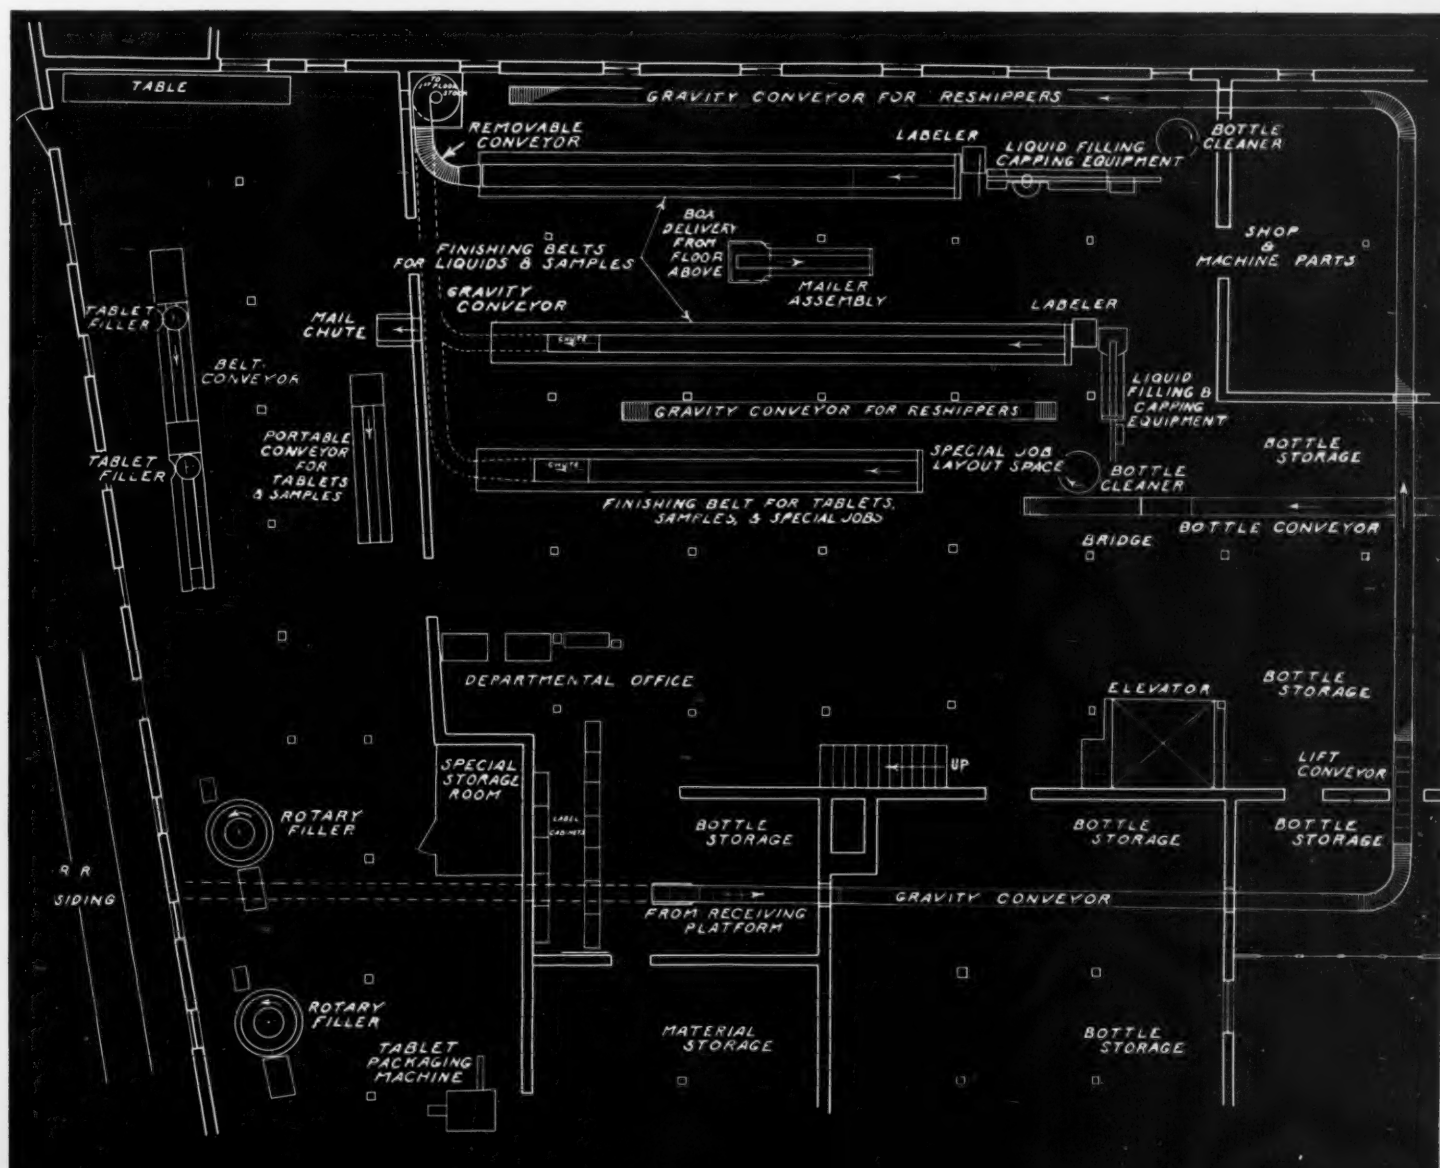 TABLE
TO
1ST FLOOR
STOCK
GRAVITY CONVEYOR FOR RESHIPPERS
REMOVABLE
CONVEYOR
LABELER
LIQUID FILLING
CAPPING EQUIPMENT
BOTTLE
CLEANER
BOX
DELIVERY
FROM
FLOOR
ABOVE
FINISHING BELTS
FOR LIQUIDS & SAMPLES
MAILER
ASSEMBLY
SHOP
&
MACHINE PARTS
GRAVITY
CONVEYOR
TABLET
FILLER
MAIL
CHUTE
LABELER
CHUTE
BELT
CONVEYOR
LIQUID
FILLING &
CAPPING
EQUIPMENT
GRAVITY CONVEYOR FOR RESHIPPERS
PORTABLE
CONVEYOR
FOR
TABLETS
& SAMPLES
TABLET
FILLER
CHUTE
SPECIAL JOB
LAYOUT SPACE
BOTTLE
CLEANER
BOTTLE
STORAGE
FINISHING BELT FOR TABLETS,
SAMPLES, & SPECIAL JOBS
BOTTLE CONVEYOR
BRIDGE
DEPARTMENTAL OFFICE
ELEVATOR
BOTTLE
STORAGE
SPECIAL
STORAGE
ROOM
UP
LIFT
CONVEYOR
ROTARY
FILLER
LABEL
CABINETS
BOTTLE
STORAGE
BOTTLE
STORAGE
BOTTLE
STORAGE
R R
SIDING
FROM RECEIVING
PLATFORM
GRAVITY CONVEYOR
ROTARY
FILLER
TABLET
PACKAGING
MACHINE
MATERIAL
STORAGE
BOTTLE
STORAGE